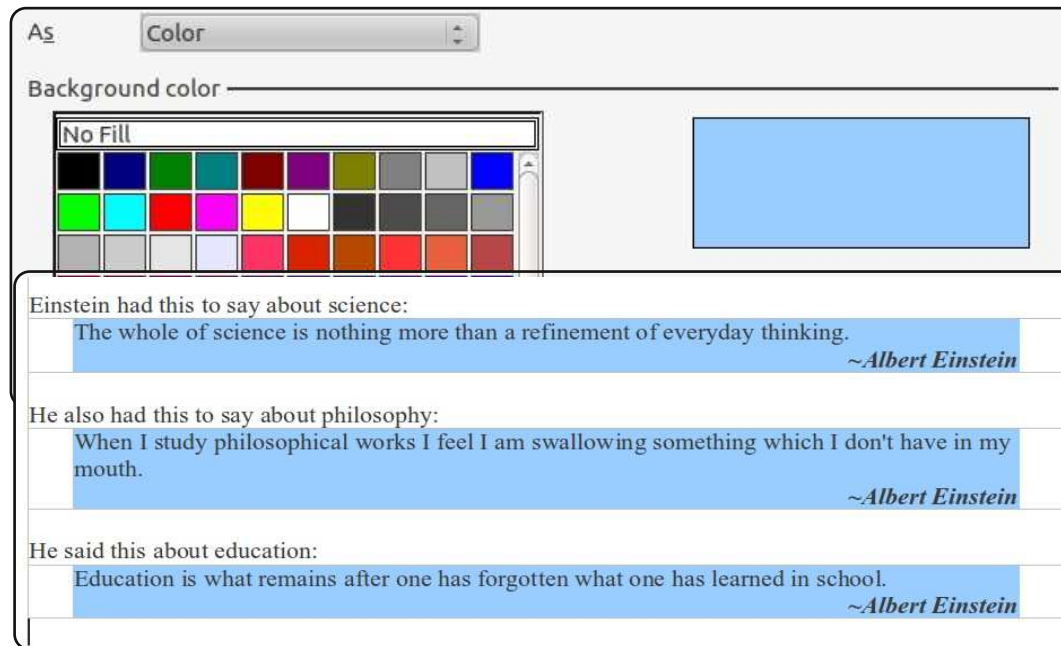 As
Color
Background color
No Fill
Einstein had this to say about science:
The whole of science is nothing more than a refinement of everyday thinking.
~Albert Einstein
He also had this to say about philosophy:
When I study philosophical works I feel I am swallowing something which I don't have in my
mouth.
~Albert Einstein
He said this about education:
Education is what remains after one has forgotten what one has learned in school.
~Albert Einstein